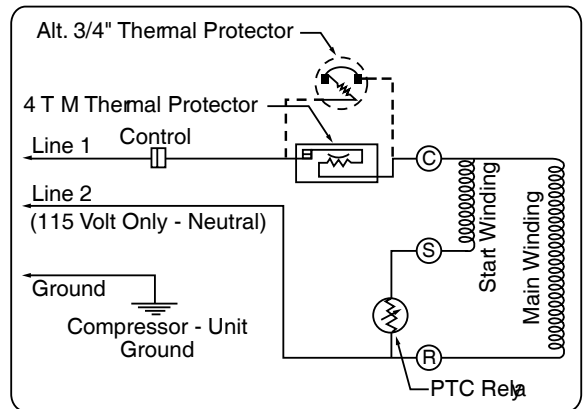 Alt. 3/4" Thermal Protector
4 T M Thermal Protector
Line 1
Control
C
Line 2
(115 Volt Only - Neutral)
S
Start Winding
Main Winding
Ground
Compressor - Unit
Ground
R
PTC Relay